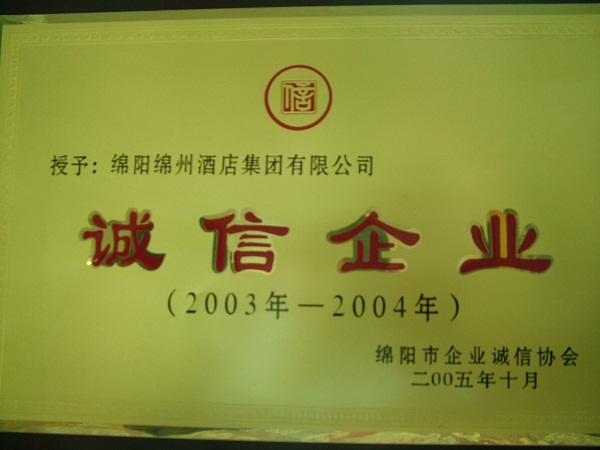 信
授予：绵阳绵州酒店集团有限公司
诚信企业
（2003年—2004年）
绵阳市企业诚信协会
二00五年十月